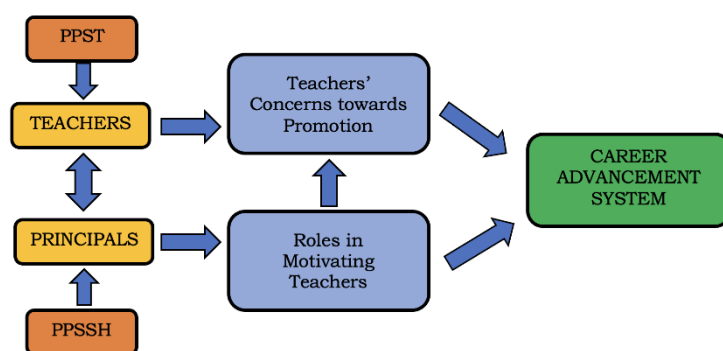 PPST
TEACHERS
PRINCIPALS
PPSSH
Teachers'
Concerns towards
Promotion
Roles in
Motivating
Teachers
CAREER
ADVANCEMENT
SYSTEM